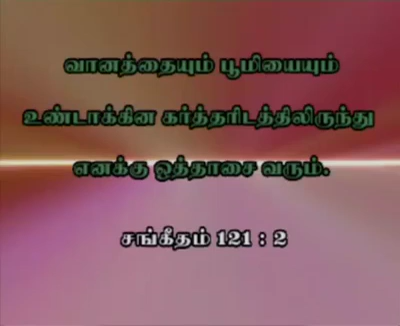 வானத்தையும் பூமியையும்
உண்டாக்கின கர்த்தரிடத்திலிருந்து
எனக்கு ஒத்தாசை வரும்.
சங்கீதம் 121 : 2